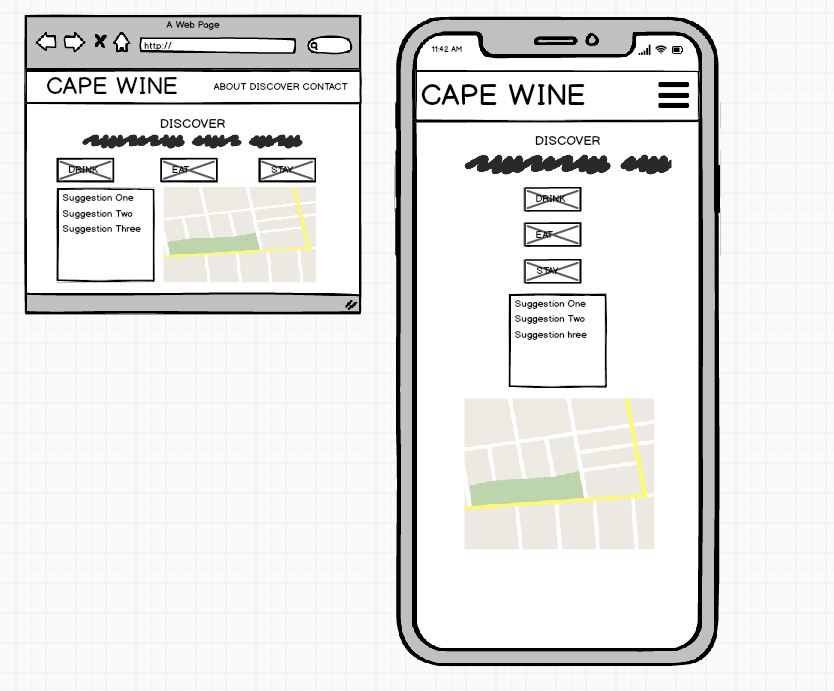 A Web Page
http://
CAPE WINE
ABOUT DISCOVER CONTACT
DISCOVER
DRINK
EAT
STAY
Suggestion One
Suggestion Two
Suggestion Three
11:42 AM
CAPE WINE
DISCOVER
DRINK
EAT
STAY
Suggestion One
Suggestion Two
Suggestion hree